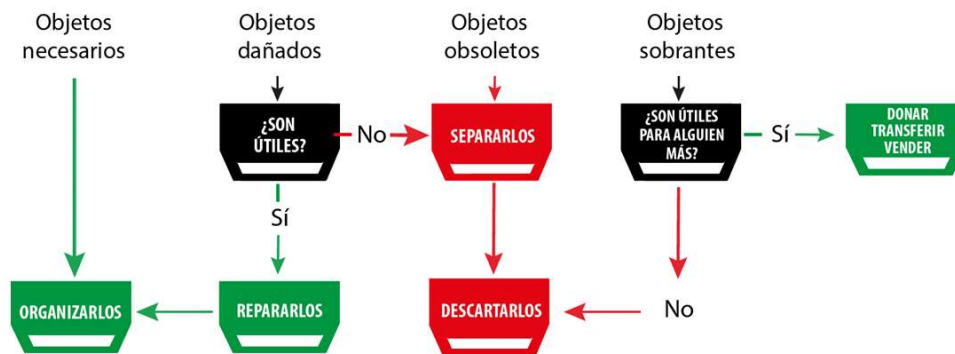 Objetos
necesarios
Objetos
dañados
Objetos
obsoletos
Objetos
sobrantes
¿SON
ÚTILES?
No
SEPARARLOS
¿SON ÚTILES
PARA ALGUIEN
MÁS?
Sí
DONAR
TRANSFERIR
VENDER
Sí
ORGANIZARLOS
REPARARLOS
DESCARTARLOS
No